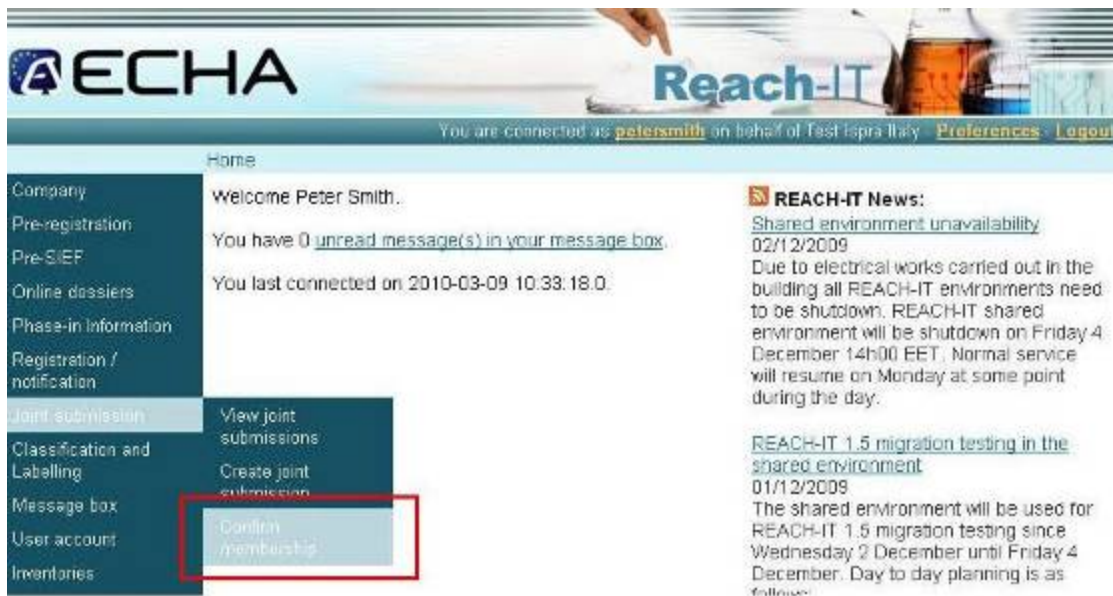 ECHA
Reach-IT
You are connected as petersmith on behalf of Test Ispra Italy Preferences - Logout
Home
Company
Pre-registration
Pre-SIEF
Online dossiers
Phase-in Information
Registration /
notification
Joint submission
Classification and
Labelling
Message box
User account
Inventories
Welcome Peter Smith.
You have 0 unread message(s) in your message box.
You last connected on 2010-03-09 10:33:18.0.
View joint
submissions
Create joint
submission
Confirm
membership
REACH-IT News:
Shared environment unavailability
02/12/2009
Due to electrical works carried out in the
building all REACH-IT environments need
to be shutdown. REACH-IT shared
environment will be shutdown on Friday 4
December 14h00 EET. Normal service
will resume on Monday at some point
during the day.
REACH-IT 1.5 migration testing in the
shared environment
01/12/2009
The shared environment will be used for
REACH-IT 1.5 migration testing since
Wednesday 2 December until Friday 4
December. Day to day planning is as
follows: